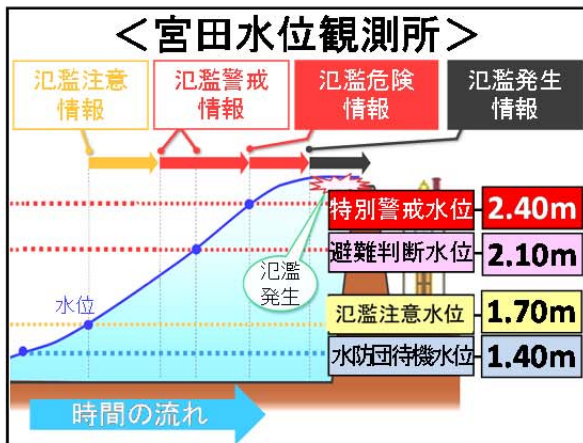 ＜宮田水位観測所＞
氾濫注意
情報
氾濫警戒
情報
氾濫危険
情報
氾濫発生
情報
特別警戒水位
2.40m
避難判断水位
2.10m
氾濫
発生
水位
氾濫注意水位
1.70m
水防団待機水位
1.40m
時間の流れ